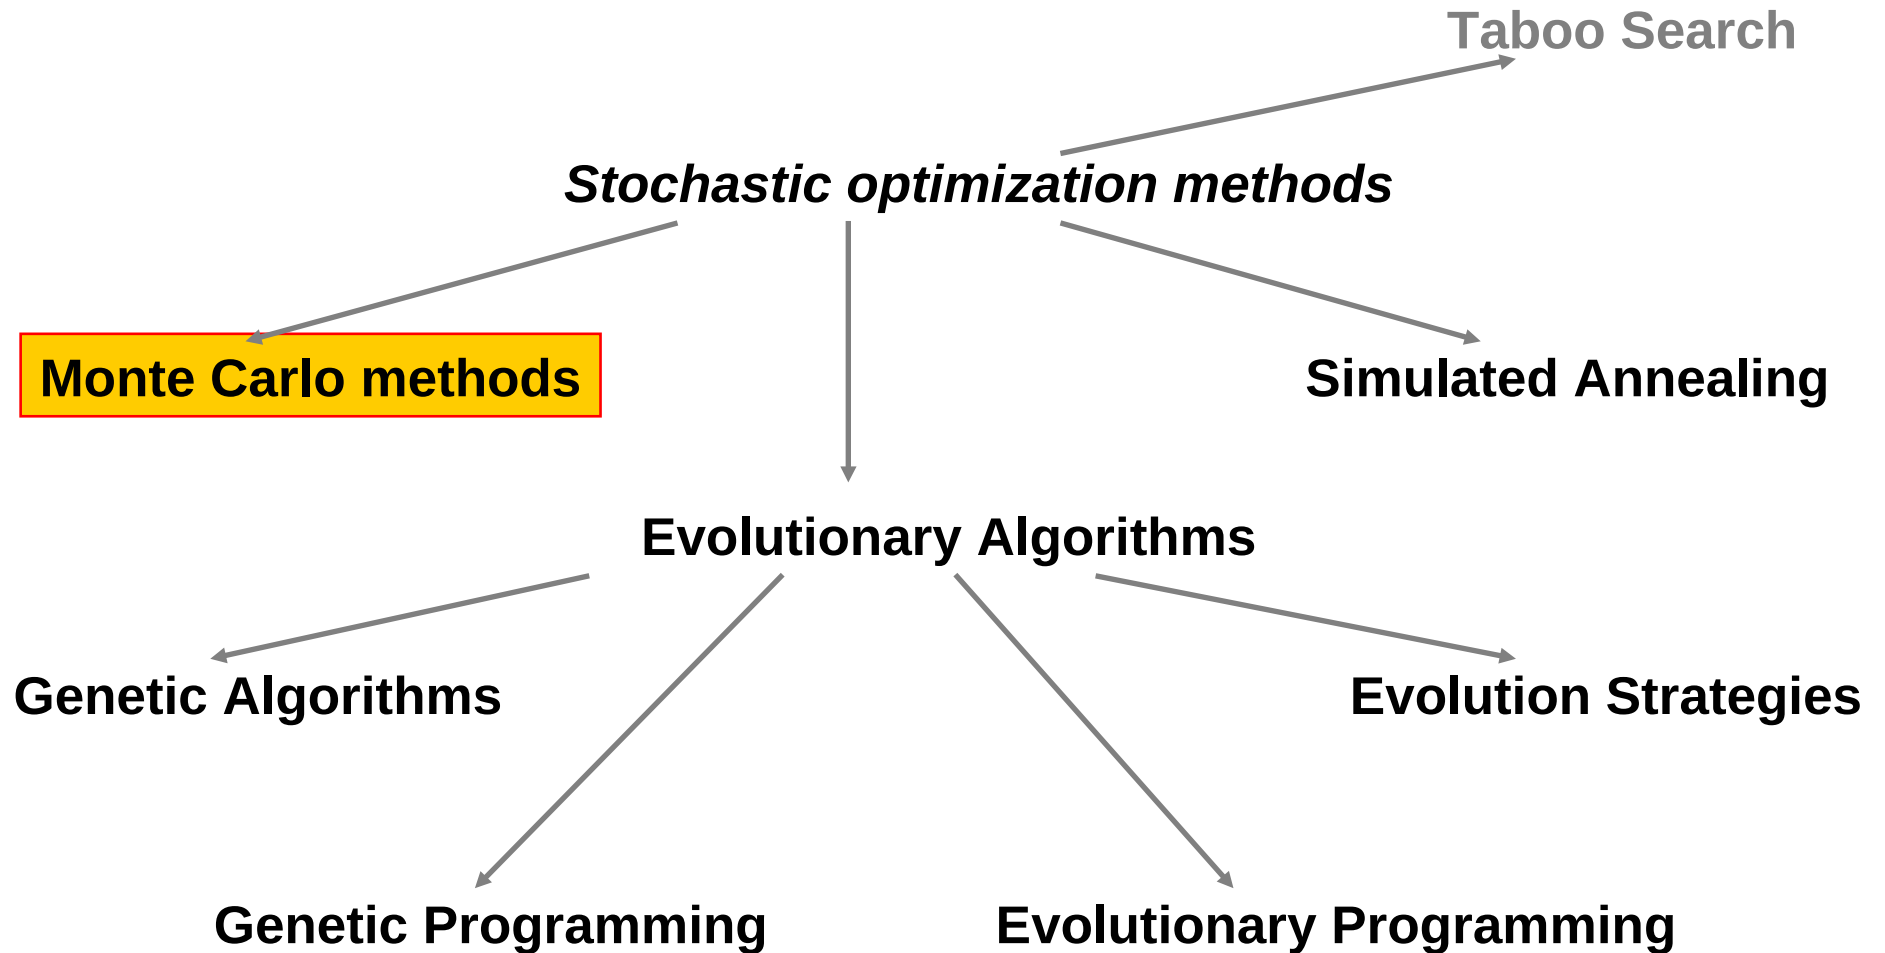 Taboo Search
Stochastic optimization methods
Monte Carlo methods
Simulated Annealing
Evolutionary Algorithms
Genetic Algorithms
Evolution Strategies
Genetic Programming
Evolutionary Programming